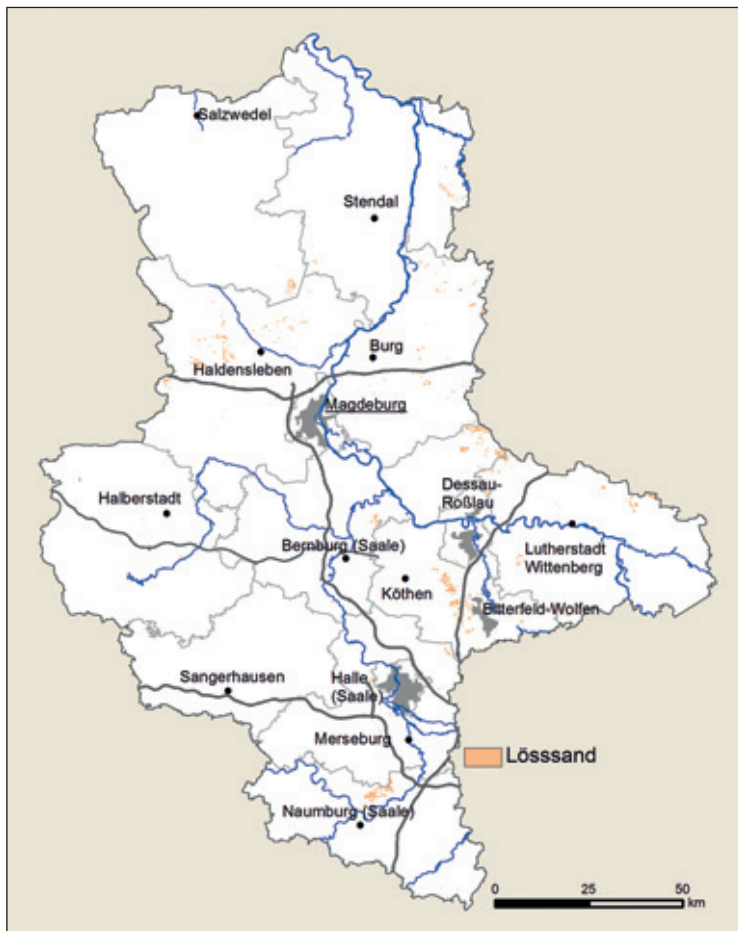 Salzwedel
Stendal
Burg
Haldensleben
Magdeburg
Dessau-
Roßlau
Halberstadt
Lutherstadt
Wittenberg
Bernburg (Saale)
Köthen
Bitterfeld-Wolfen
Sangerhausen
Halle
(Saale)
Merseburg
Lösssand
Naumburg (Saale)
0 25 50
km